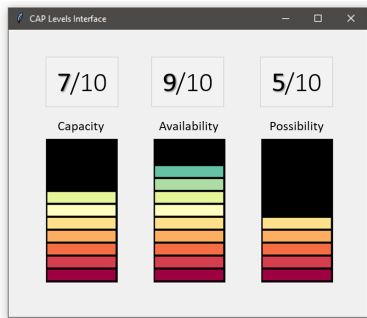 CAP Levels Interface
7/10
9/10
5/10
Capacity
Availability
Possibility